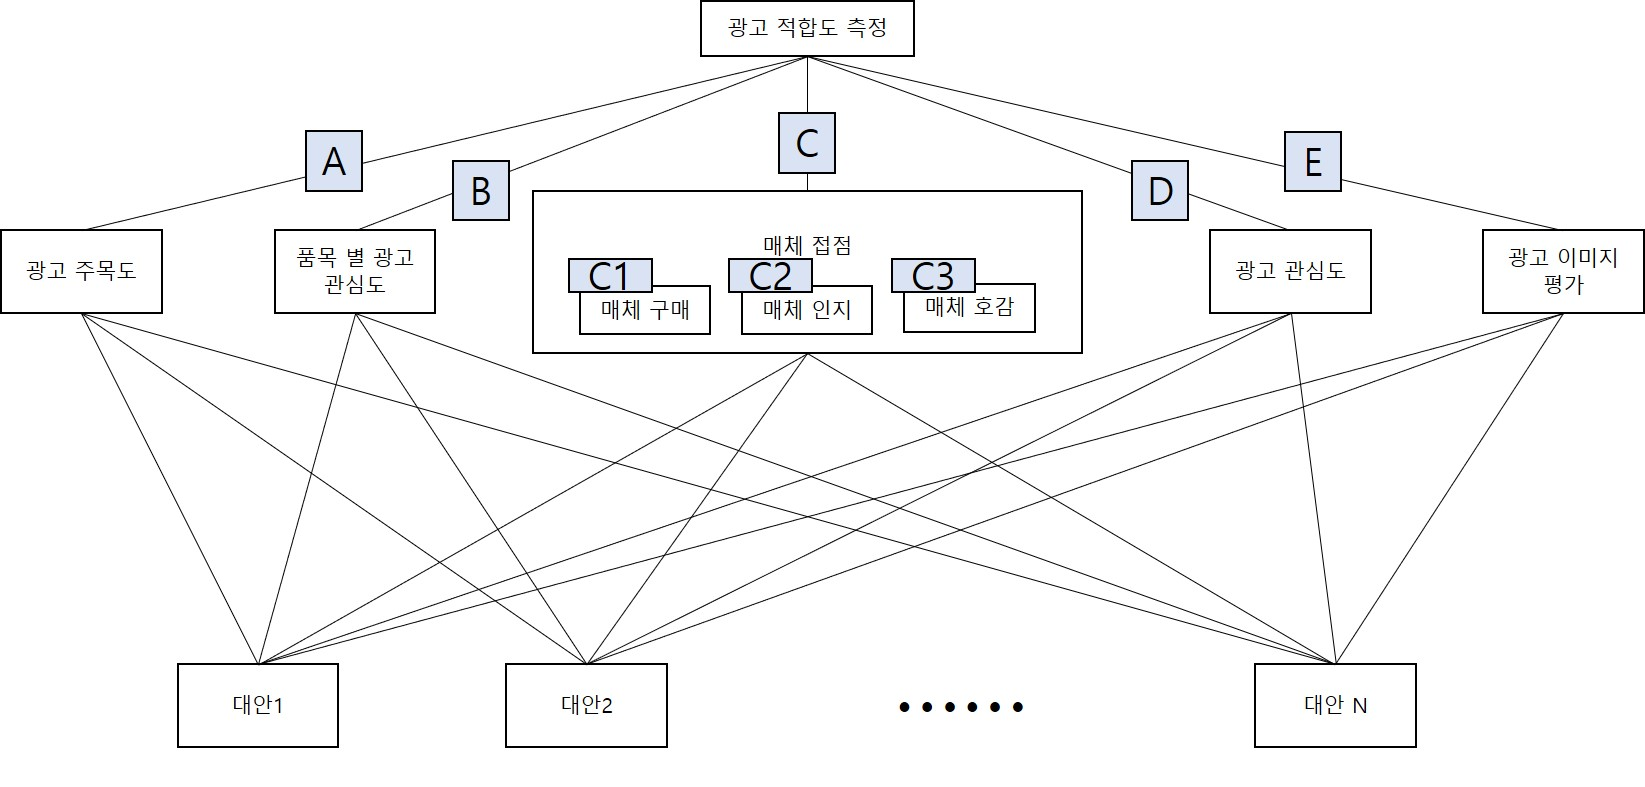 광고 적합도 측정
A
B
C
D
E
광고 주목도
품목 별 광고
관심도
매체 접점
C1
C2
C3
매체 구매
매체 인지
매체 호감
광고 관심도
광고 이미지
평가
대안1
대안2
••••••
대안 N